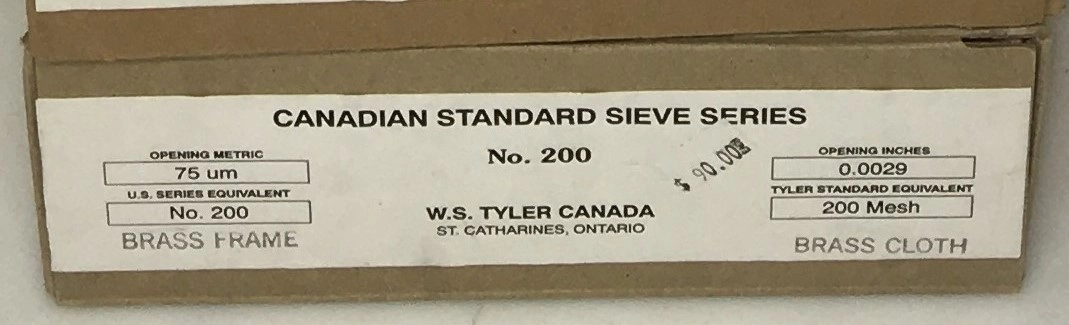 CANADIAN STANDARD SIEVE SERIES
No. 200
$ 90.00
OPENING METRIC
75 um
U.S. SERIES EQUIVALENT
No. 200
BRASS FRAME
W.S. TYLER CANADA
ST. CATHARINES, ONTARIO
OPENING INCHES
0.0029
TYLER STANDARD EQUIVALENT
200 Mesh
BRASS CLOTH